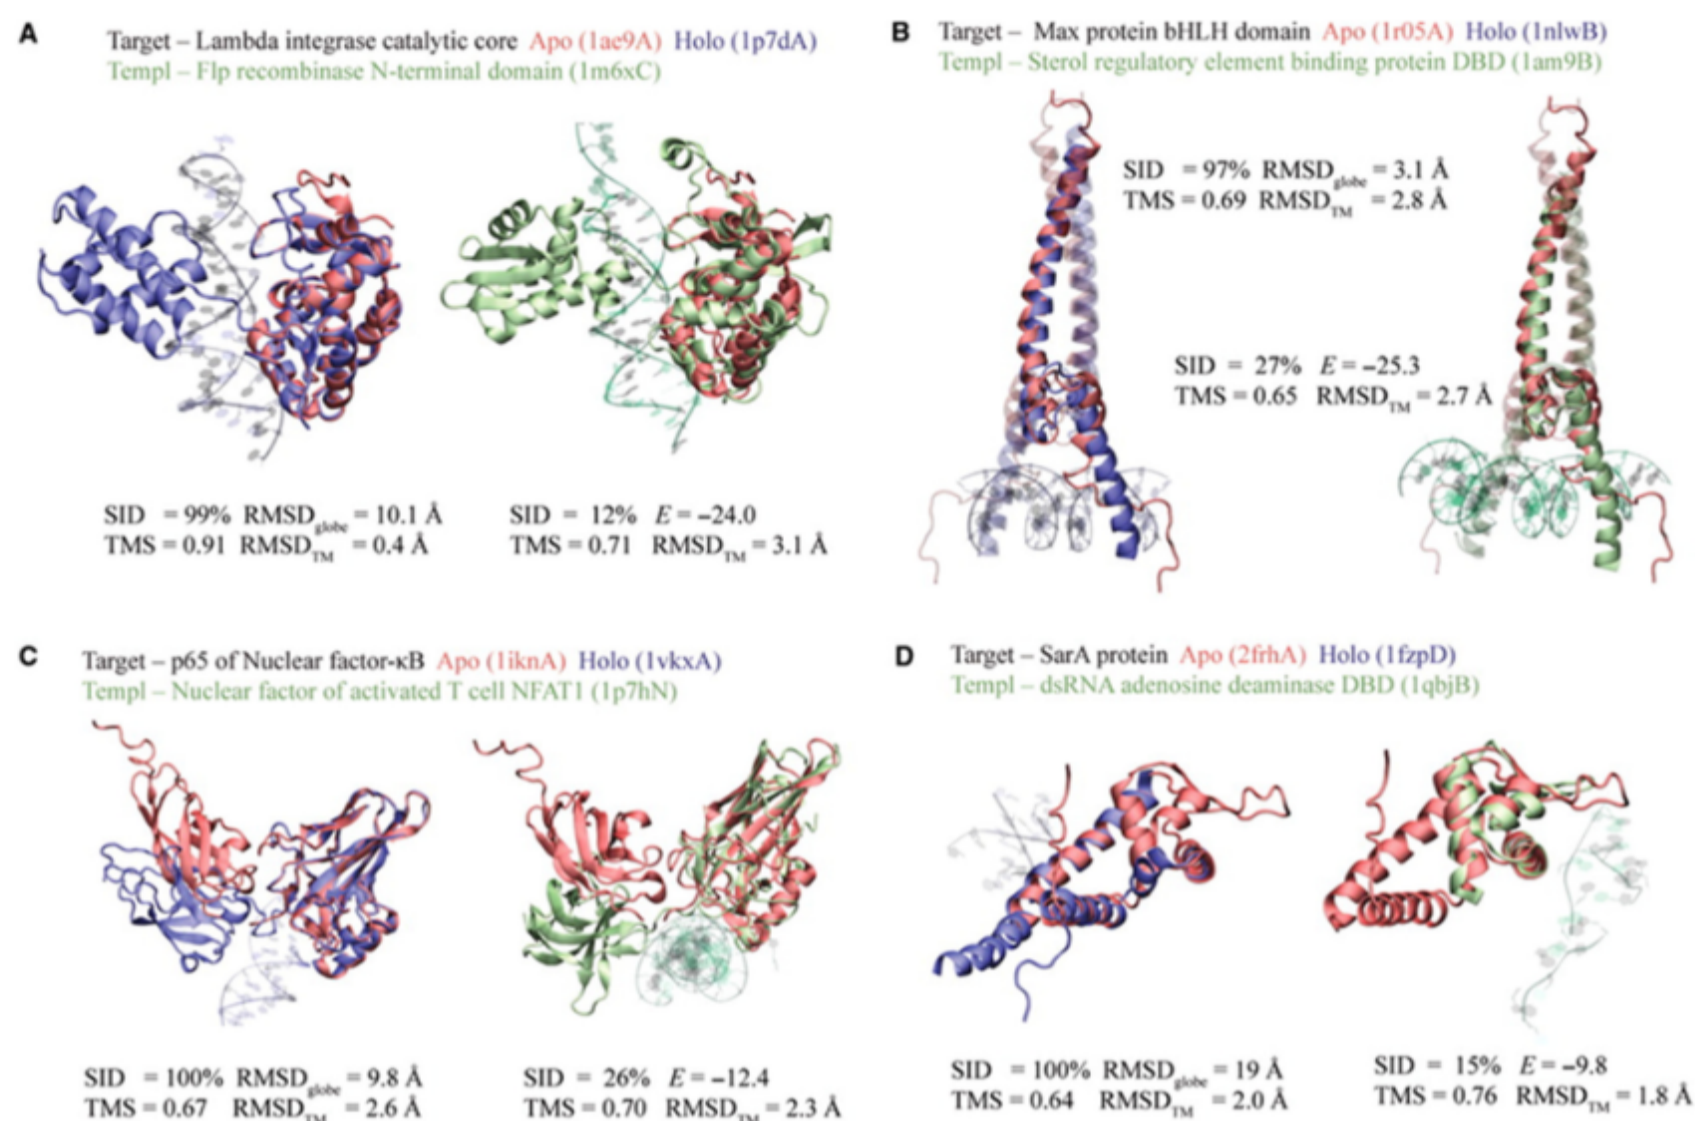 A
Target – Lambda integrase catalytic core Apo (1ae9A) Holo (1p7dA)
Templ – Flp recombinase N-terminal domain (1m6xC)
SID = 99% RMSDglobe = 10.1 Å
TMS = 0.91 RMSDTM = 0.4 Å
SID = 12% E = –24.0
TMS = 0.71 RMSDTM = 3.1 Å
B
Target – Max protein bHLH domain Apo (1r05A) Holo (1nlwB)
Templ – Sterol regulatory element binding protein DBD (1am9B)
SID = 97% RMSDglobe = 3.1 Å
TMS = 0.69 RMSDTM = 2.8 Å
SID = 27% E = –25.3
TMS = 0.65 RMSDTM = 2.7 Å
C
Target – p65 of Nuclear factor-κB Apo (1iknA) Holo (1vkxA)
Templ – Nuclear factor of activated T cell NFAT1 (1p7hN)
SID = 100% RMSDglobe = 9.8 Å
TMS = 0.67 RMSDTM = 2.6 Å
SID = 26% E = –12.4
TMS = 0.70 RMSDTM = 2.3 Å
D
Target – SarA protein Apo (2frhA) Holo (1fzpD)
Templ – dsRNA adenosine deaminase DBD (1qbjB)
SID = 100% RMSDglobe = 19 Å
TMS = 0.64 RMSDTM = 2.0 Å
SID = 15% E = –9.8
TMS = 0.76 RMSDTM = 1.8 Å